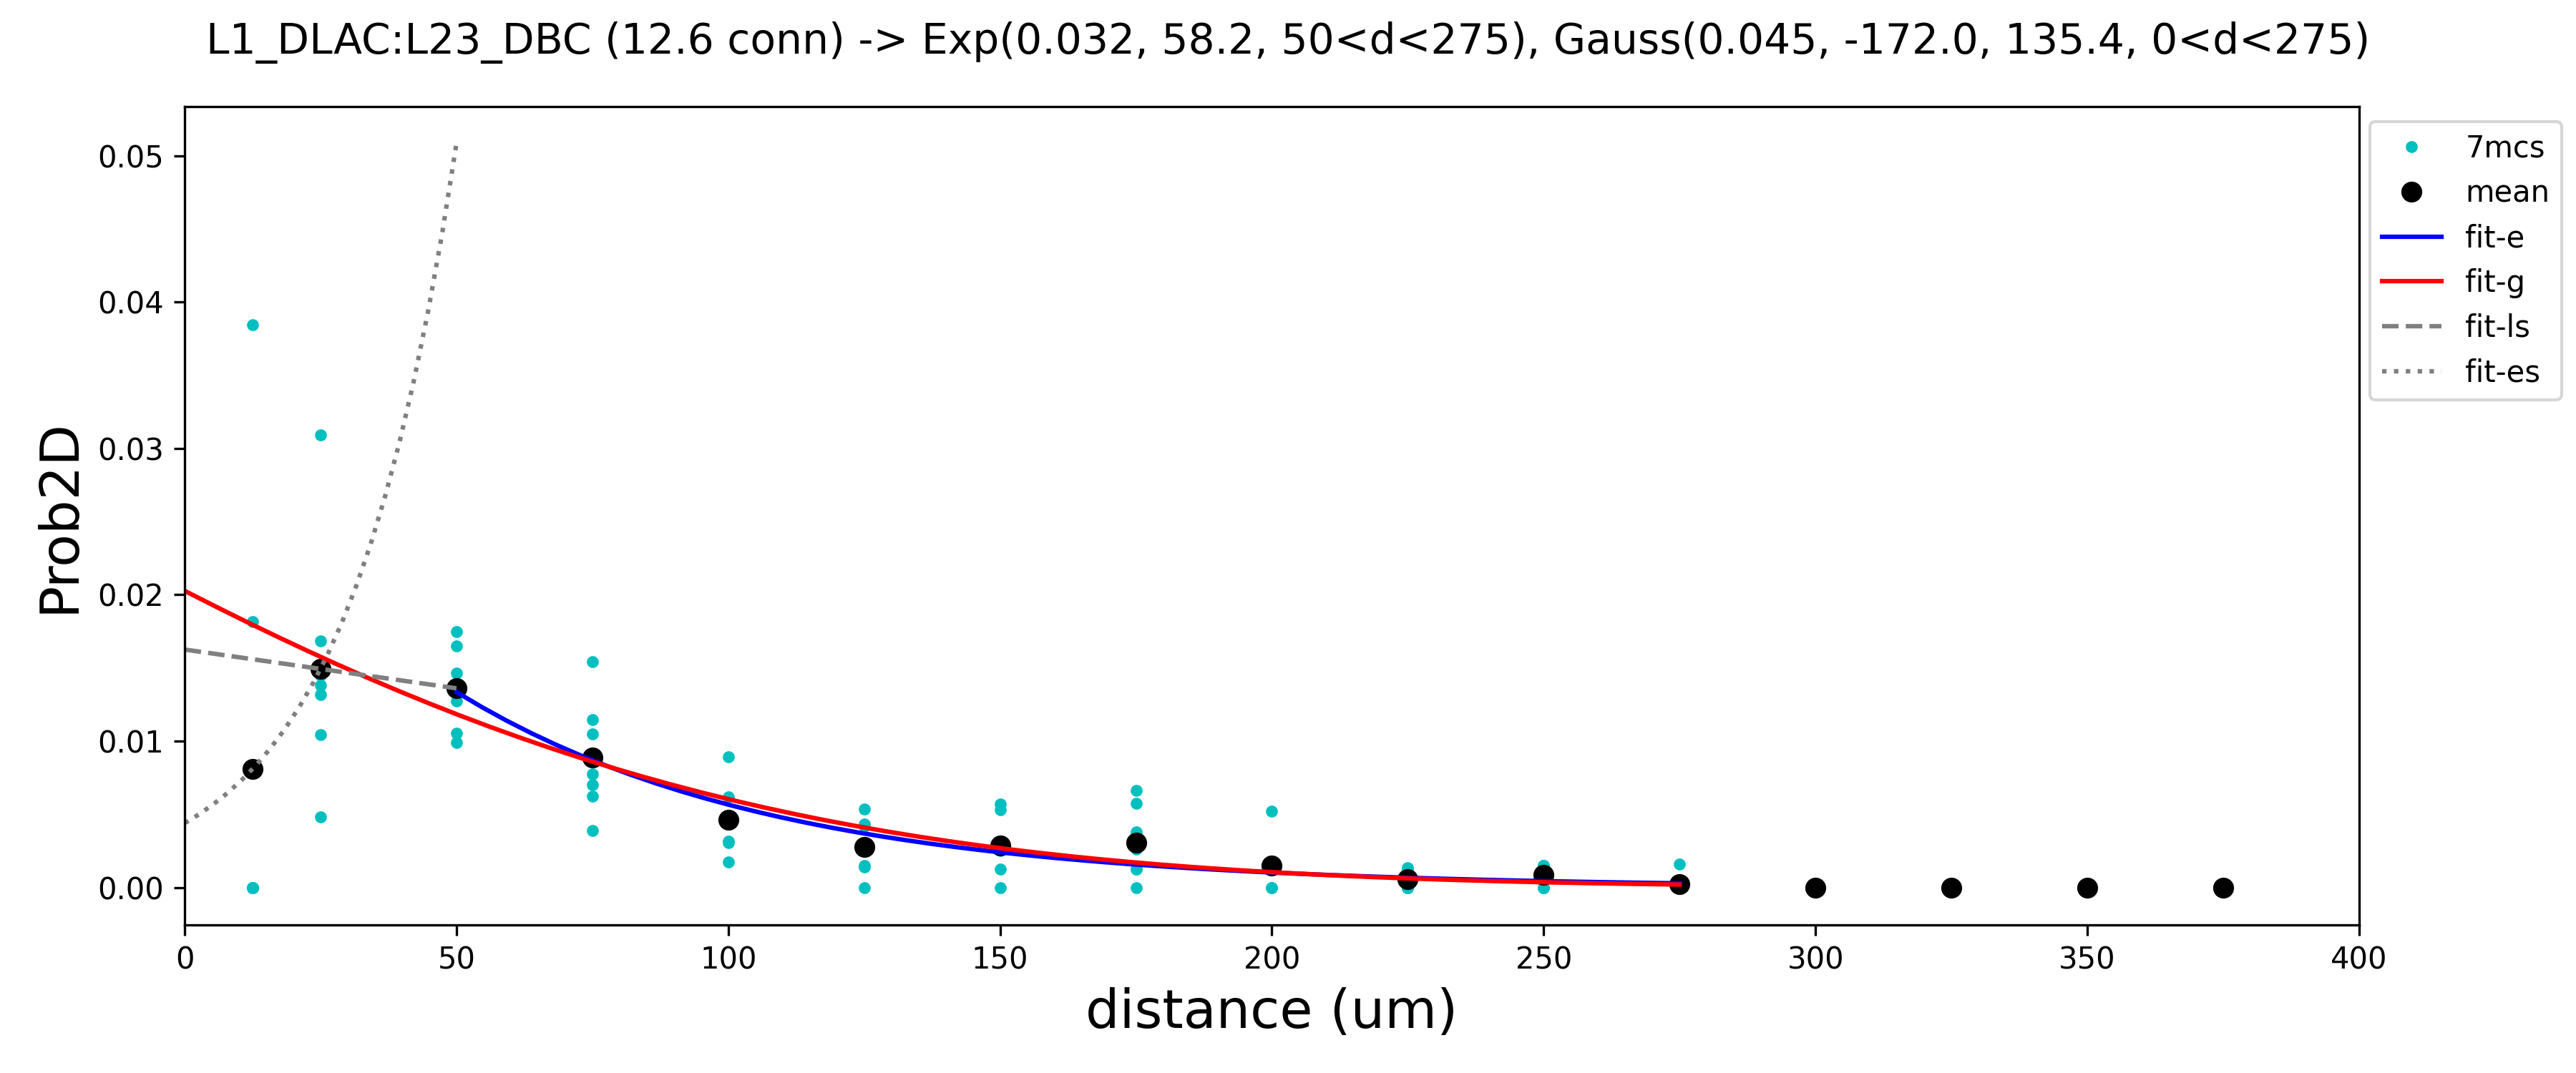 L1_DLAC:L23_DBC (12.6 conn) -> Exp(0.032, 58.2, 50<d<275), Gauss(0.045, -172.0, 135.4, 0<d<275)
7mcs
mean
fit-e
fit-g
fit-ls
fit-es
Prob2D
0.05
0.04
0.03
0.02
0.01
0.00
0 50 100 150 200 250 300 350 400
distance (um)